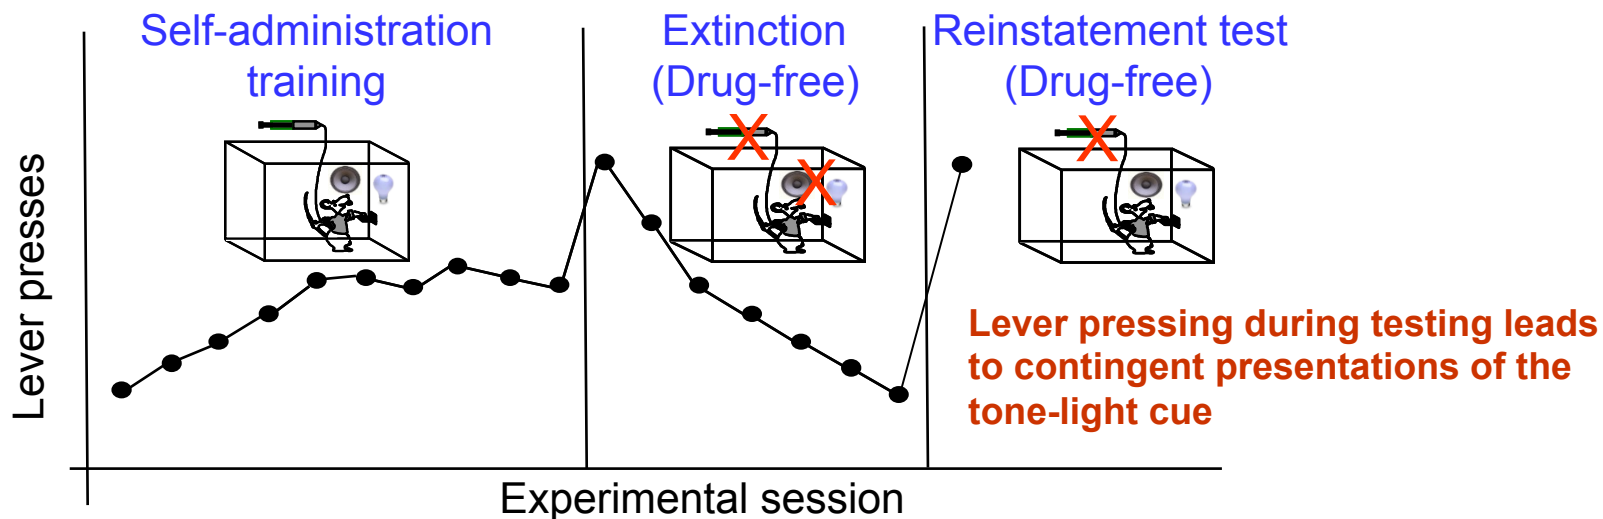 Self-administration
training
Extinction
(Drug-free)
Reinstatement test
(Drug-free)
Lever presses
Lever pressing during testing leads
to contingent presentations of the
tone-light cue
Experimental session